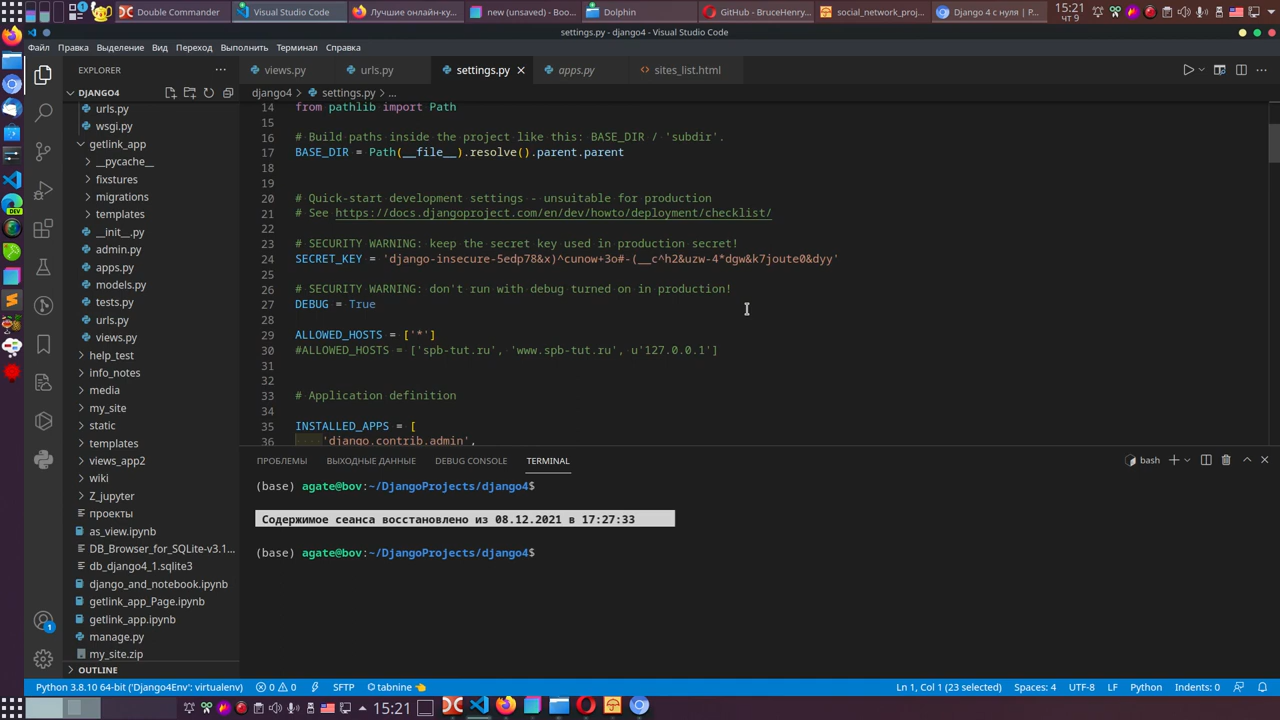 Double Commander
Visual Studio Code
Лучшие онлайн-ку...
new (unsaved) - Boo...
Dolphin
GitHub - BruceHenry...
social_network_proj...
Django 4 с нуля | P...
15:21
ЧТ 9
settings.py - django4 - Visual Studio Code
Файл Правка Выделение Вид Переход Выполнить Терминал Справка
EXPLORER
views.py
urls.py
settings.py
apps.py
sites_list.html
DJANGO4
django4 > settings.py > ...
urls.py
wsgi.py
getlink_app
__pycache__
fixstures
migrations
templates
__init__.py
admin.py
apps.py
models.py
tests.py
urls.py
views.py
help_test
info_notes
media
my_site
static
templates
views_app2
wiki
Z_jupyter
проекты
as_view.ipynb
DB_Browser_for_SQLite-v3.1...
db_django4_1.sqlite3
django_and_notebook.ipynb
getlink_app_Page.ipynb
getlink_app.ipynb
manage.py
my_site.zip
OUTLINE
14 from pathlib import Path
15
16 # Build paths inside the project like this: BASE_DIR / 'subdir'.
17 BASE_DIR = Path(__file__).resolve().parent.parent
18
19
20 # Quick-start development settings - unsuitable for production
21 # See https://docs.djangoproject.com/en/dev/howto/deployment/checklist/
22
23 # SECURITY WARNING: keep the secret key used in production secret!
24 SECRET_KEY = 'django-insecure-5edp78&x)^cunow+3o#-(__c^h2&uzw-4*dgw&k7joute0&dyy'
25
26 # SECURITY WARNING: don't run with debug turned on in production!
27 DEBUG = True
28
29 ALLOWED_HOSTS = ['*']
30 #ALLOWED_HOSTS = ['spb-tut.ru', 'www.spb-tut.ru', u'127.0.0.1']
31
32
33 # Application definition
34
35 INSTALLED_APPS = [
36 'django.contrib.admin',
ПРОБЛЕМЫ ВЫХОДНЫЕ ДАННЫЕ DEBUG CONSOLE TERMINAL
bash
(base) agate@bov:~/DjangoProjects/django4$
Содержимое сеанса восстановлено из 08.12.2021 в 17:27:33
(base) agate@bov:~/DjangoProjects/django4$
DEV
1
Python 3.8.10 64-bit ('Django4Env': virtualenv) 0 0 SFTP tabnine
Ln 1, Col 1 (23 selected) Spaces: 4 UTF-8 LF Python Indents: 0
15:21